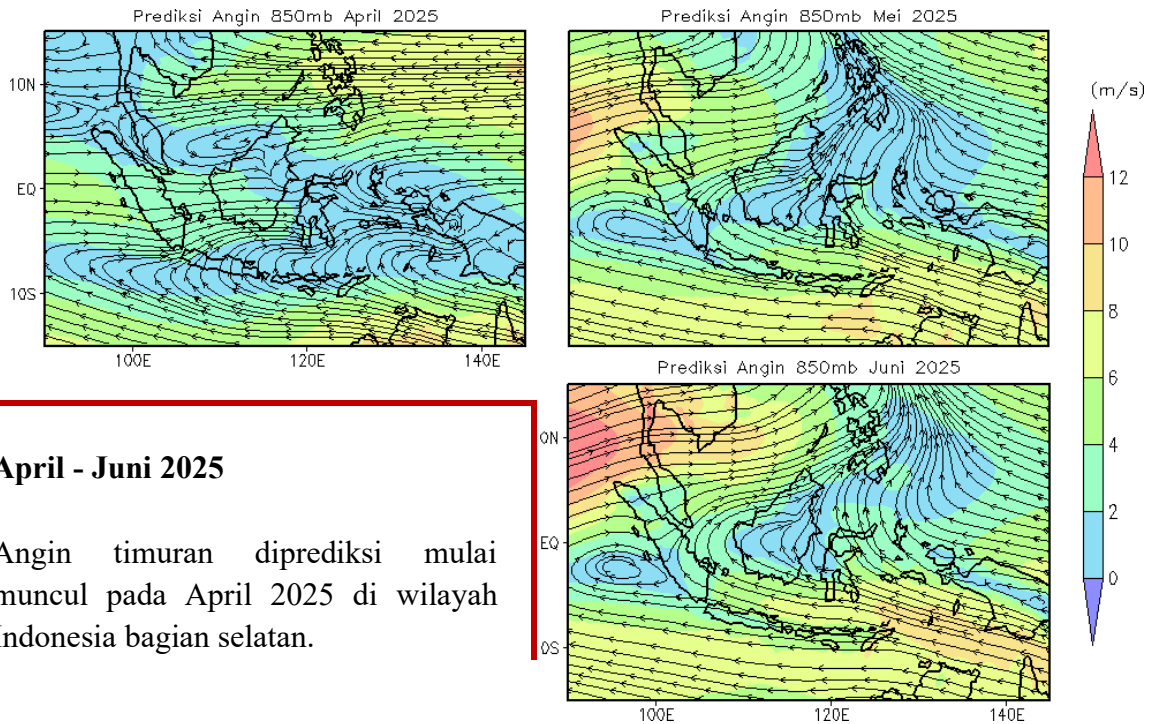 Prediksi Angin 850mb April 2025
10N
EQ
10S
100E 120E 140E
Prediksi Angin 850mb Mei 2025
(m/s)
12
10
8
6
4
2
0
Prediksi Angin 850mb Juni 2025
0N
EQ
0S
100E 120E 140E
April - Juni 2025
Angin timuran diprediksi mulai
muncul pada April 2025 di wilayah
Indonesia bagian selatan.